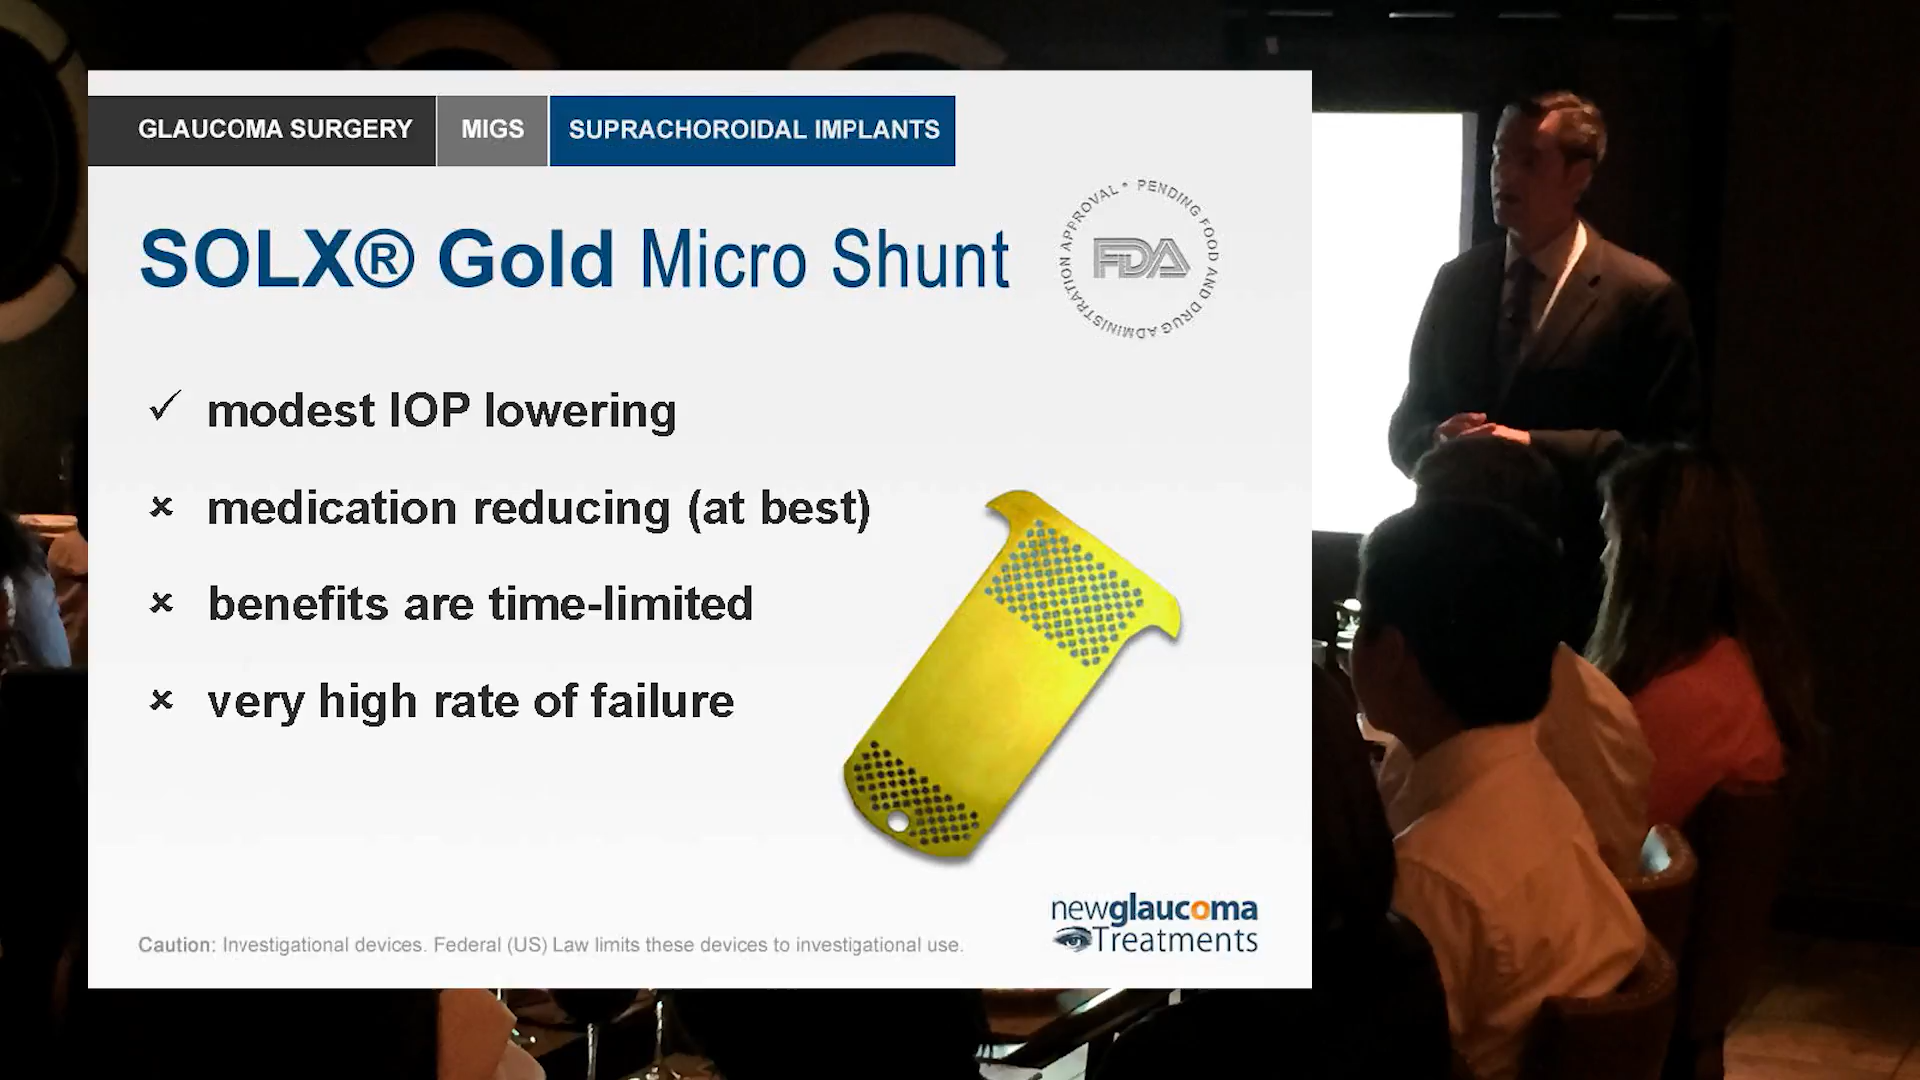 GLAUCOMA SURGERY
MIGS
SUPRACHOROIDAL IMPLANTS
SOLX® Gold Micro Shunt
PENDING FOOD AND DRUG ADMINISTRATION APPROVAL •
FDA
✓ modest IOP lowering
× medication reducing (at best)
× benefits are time-limited
× very high rate of failure
Caution: Investigational devices. Federal (US) Law limits these devices to investigational use.
newglaucoma
Treatments